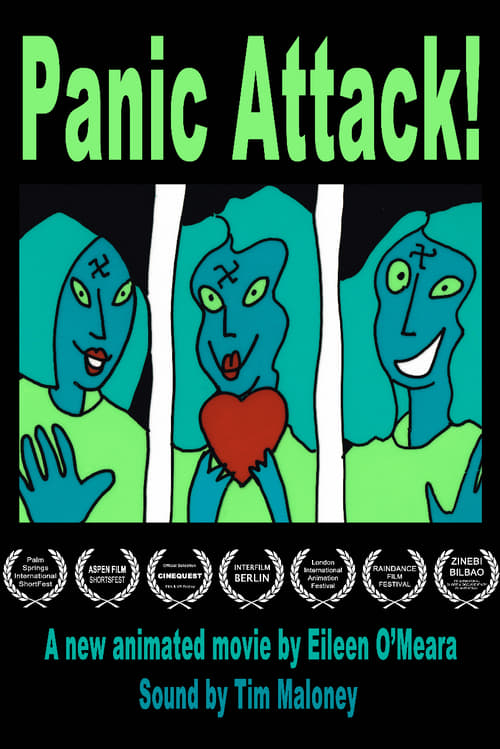 Panic Attack!
Palm
Springs
International
ShortFest
ASPEN FILM
SHORTSFEST
Official Selection
CINEQUEST
INTERFILM
BERLIN
London
International
Animation
Festival
RAINDANCE
FILM
FESTIVAL
ZINEBI
BILBAO
A new animated movie by Eileen O'Meara
Sound by Tim Maloney